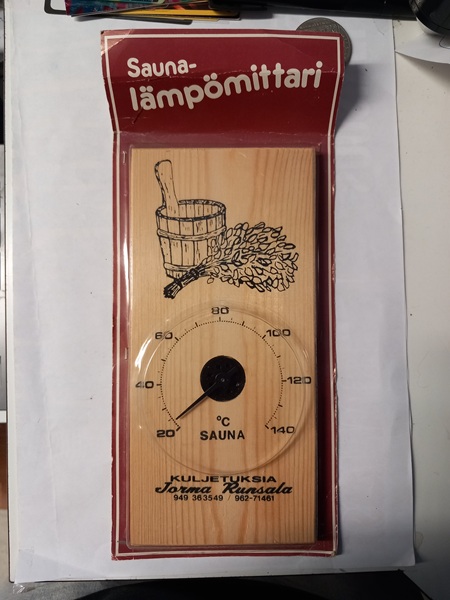 Sauna-
lämpömittari
80
60
100
40
120
20
140
°C
SAUNA
KULJETUKSIA
Jorma Runsala
949 363549 / 962-71461